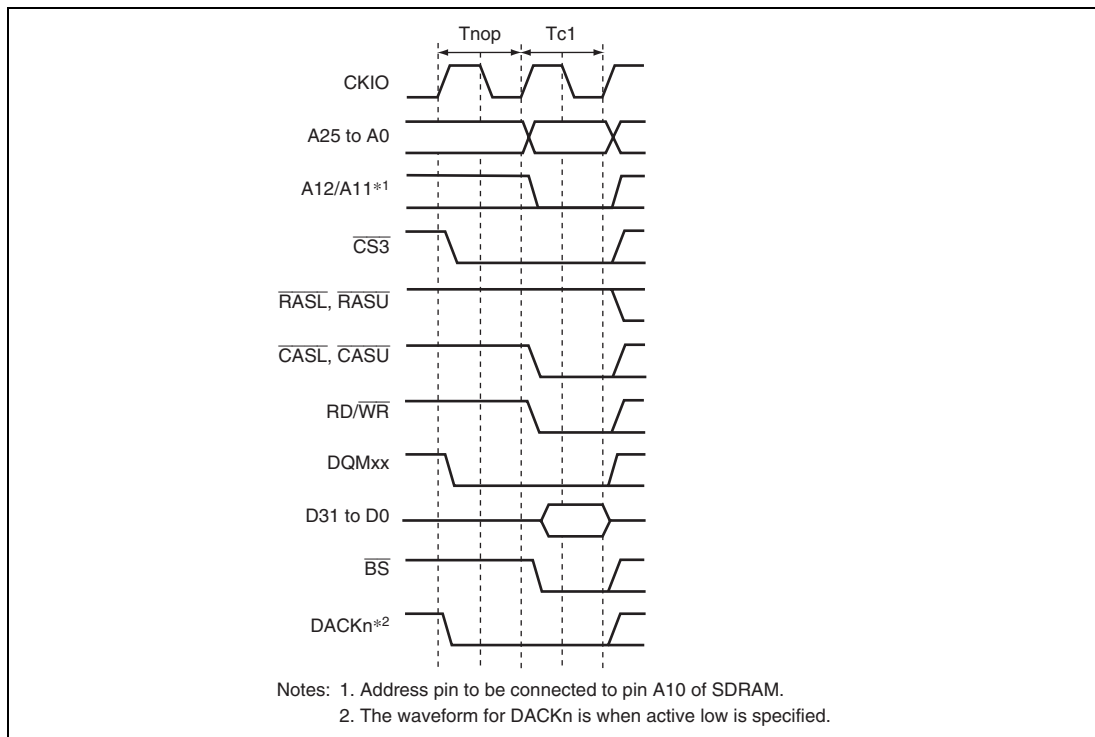 Tnop Tc1
CKIO
A25 to A0
A12/A11*1
CS3
RASL, RASU
CASL, CASU
RD/WR
DQMxx
D31 to D0
BS
DACKn*2
Notes: 1. Address pin to be connected to pin A10 of SDRAM.
2. The waveform for DACKn is when active low is specified.